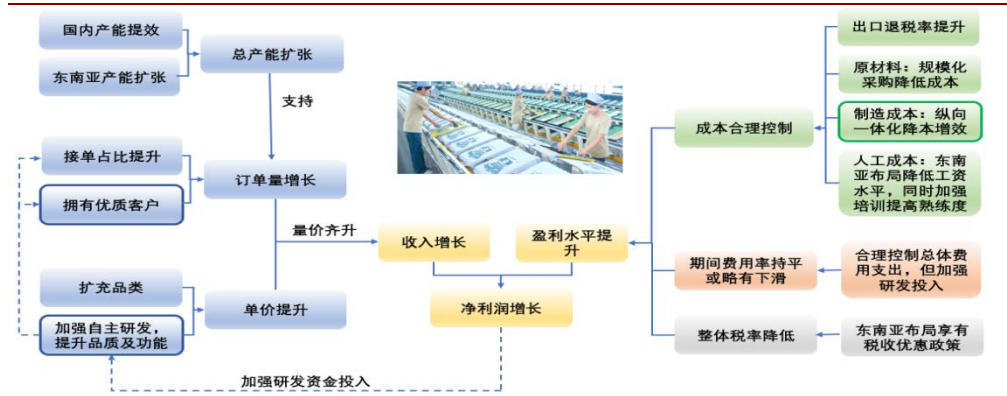 国内产能提效
东南亚产能扩张
总产能扩张
支持
接单占比提升
拥有优质客户
订单量增长
量价齐升
扩充品类
加强自主研发，
提升品质及功能
单价提升
加强研发资金投入
收入增长
盈利水平提
升
净利润增长
成本合理控制
出口退税率提升
原材料：规模化
采购降低成本
制造成本：纵向
一体化降本增效
人工成本：东南
亚布局降低工资
水平，同时加强
培训提高熟练度
期间费用率持平
或略有下滑
合理控制总体费
用支出，但加强
研发投入
整体税率降低
东南亚布局享有
税收优惠政策